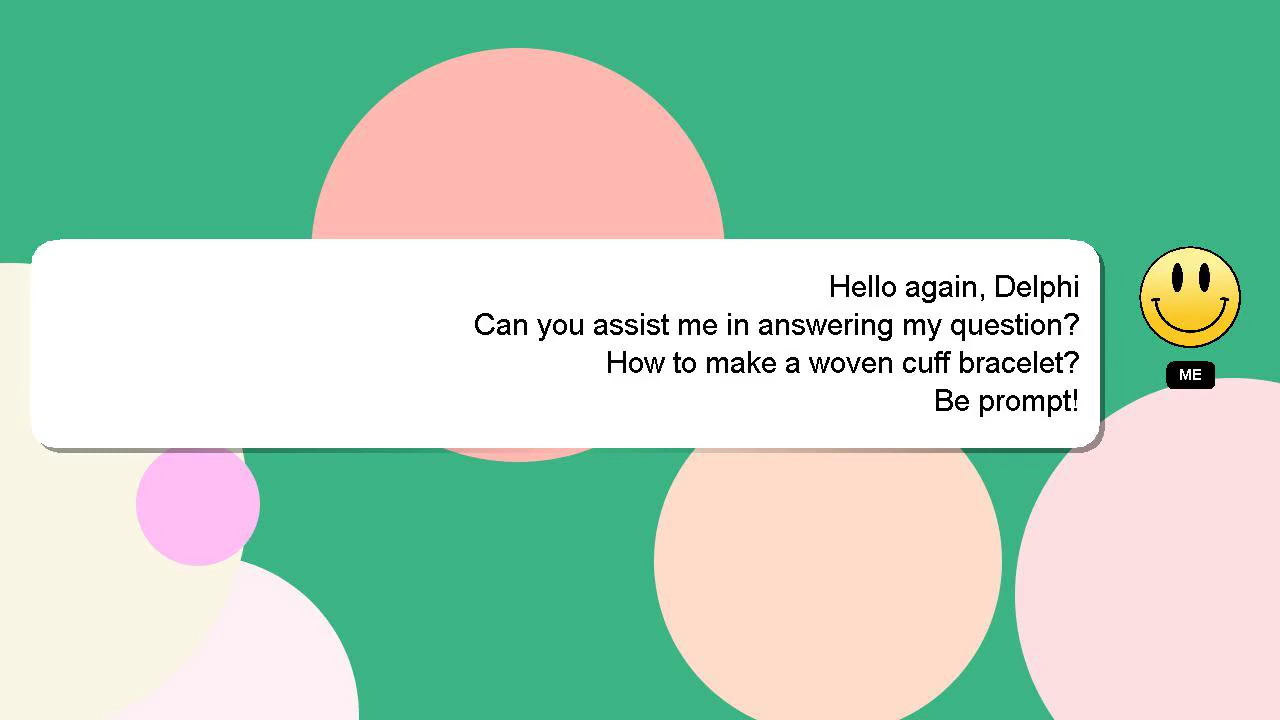 Hello again, Delphi
Can you assist me in answering my question?
How to make a woven cuff bracelet?
Be prompt!
ME